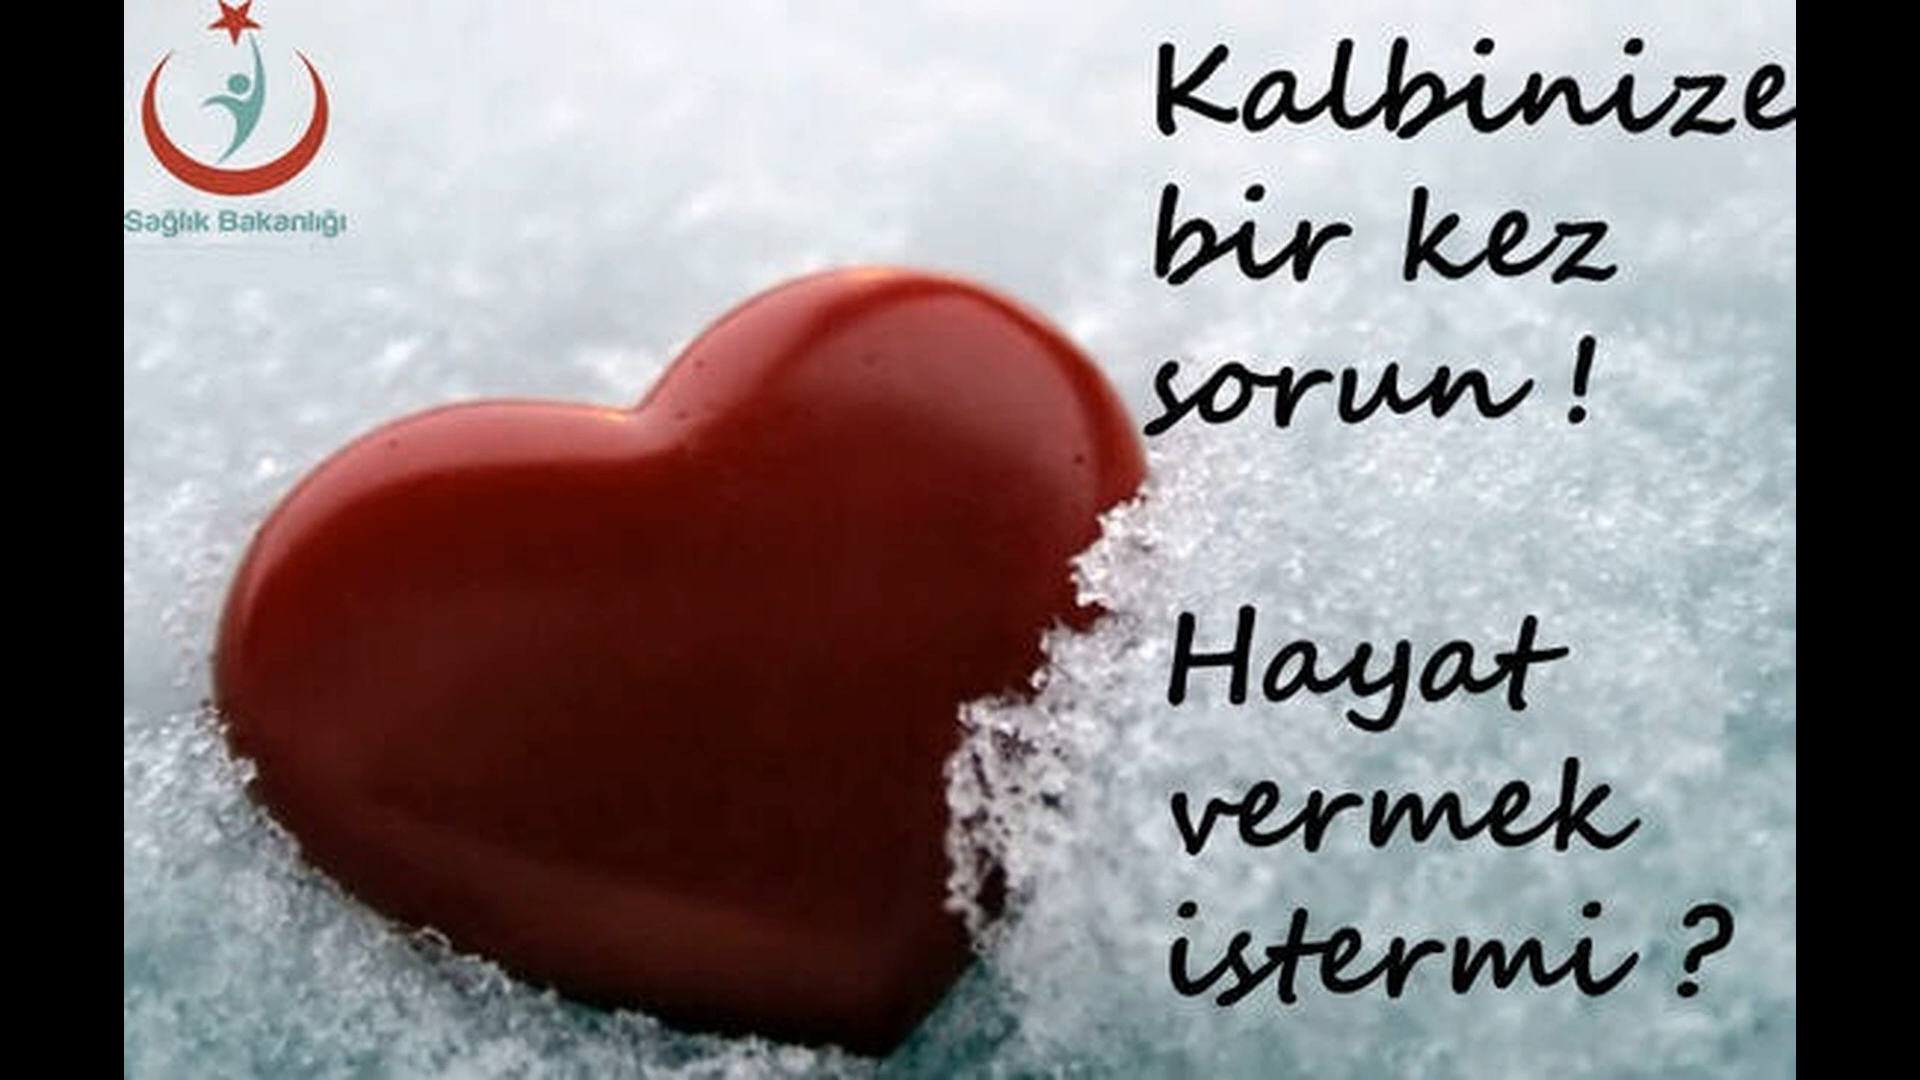 Sağlık Bakanlığı
Kalbinize
bir kez
sorun !
Hayat
vermek
istermi ?